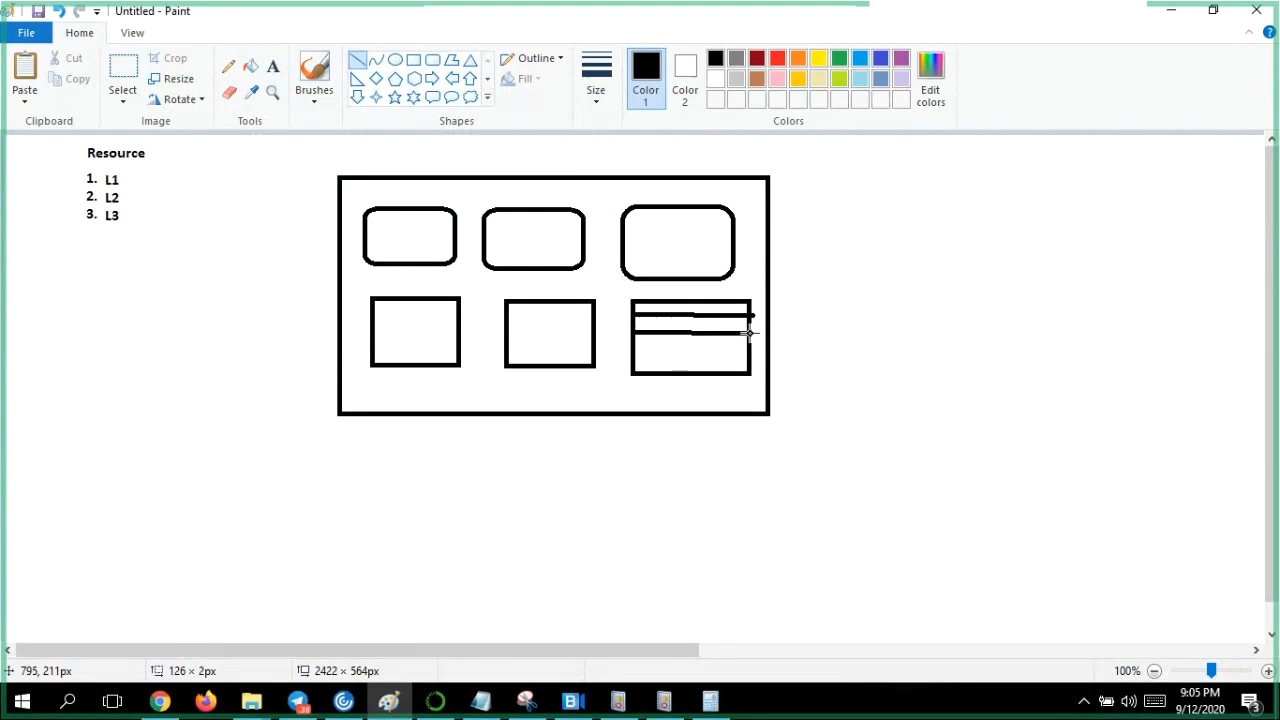 Untitled - Paint
File Home View
Paste
Cut
Copy
Clipboard
Select
Crop
Resize
Rotate
Image
A
Tools
Brushes
Outline
Fill
Shapes
Size
Color 1
Color 2
Edit colors
Colors
Resource
1. L1
2. L2
3. L3
795, 211px
126 × 2px
2422 × 564px
100%
38
9:05 PM
9/12/2020
3